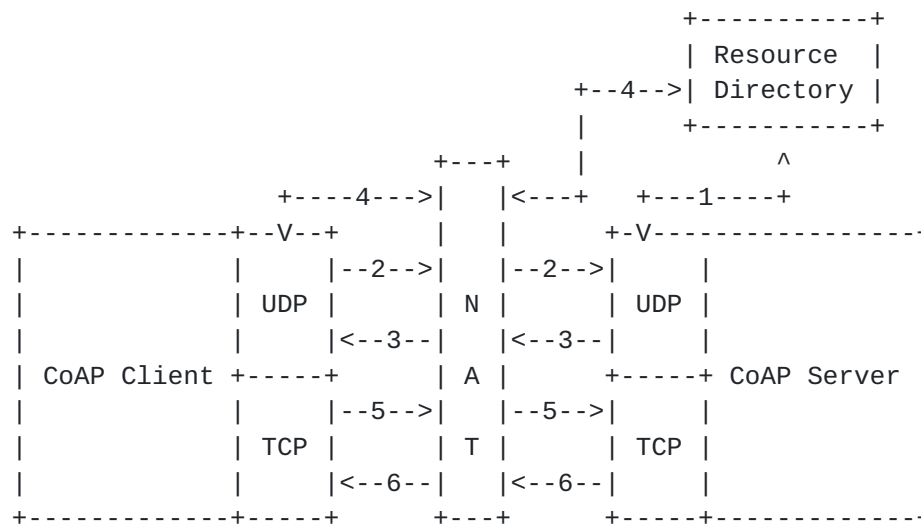 +-----------+
                                     | Resource  |
                               +--4-->| Directory |
                               |     +-----------+
                       +---+   |           ^
              +----4--->|   |<---+   +---1----+
+-------------+--V--+      |   |      +-V-----------------
|             |     |--2-->|   |--2-->|     |
|             | UDP |      | N |      | UDP |
|             |     |<--3--|   |<--3--|     |
| CoAP Client +-----+      | A |      +-----+ CoAP Server
|             |     |--5-->|   |--5-->|     |
|             | TCP |      | T |      | TCP |
|             |     |<--6--|   |<--6--|     |
+-------------+-----+      +---+      +-----+------------